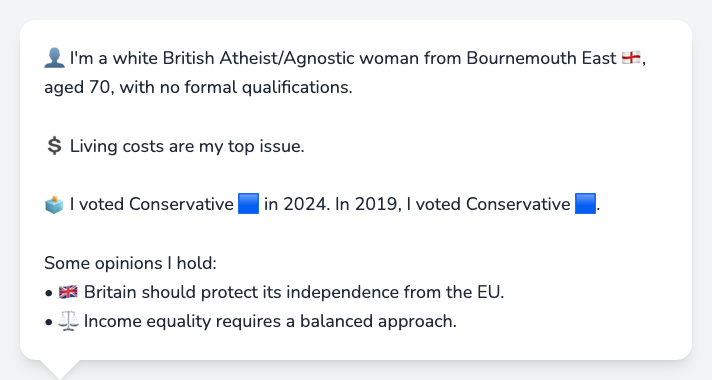 👤 I'm a white British Atheist/Agnostic woman from Bournemouth East 🏴󠁧󠁢󠁥󠁮󠁧󠁿,
aged 70, with no formal qualifications.
💲 Living costs are my top issue.
🗳️ I voted Conservative 🟦 in 2024. In 2019, I voted Conservative 🟦.
Some opinions I hold:
• 🇬🇧 Britain should protect its independence from the EU.
• ⚖️ Income equality requires a balanced approach.